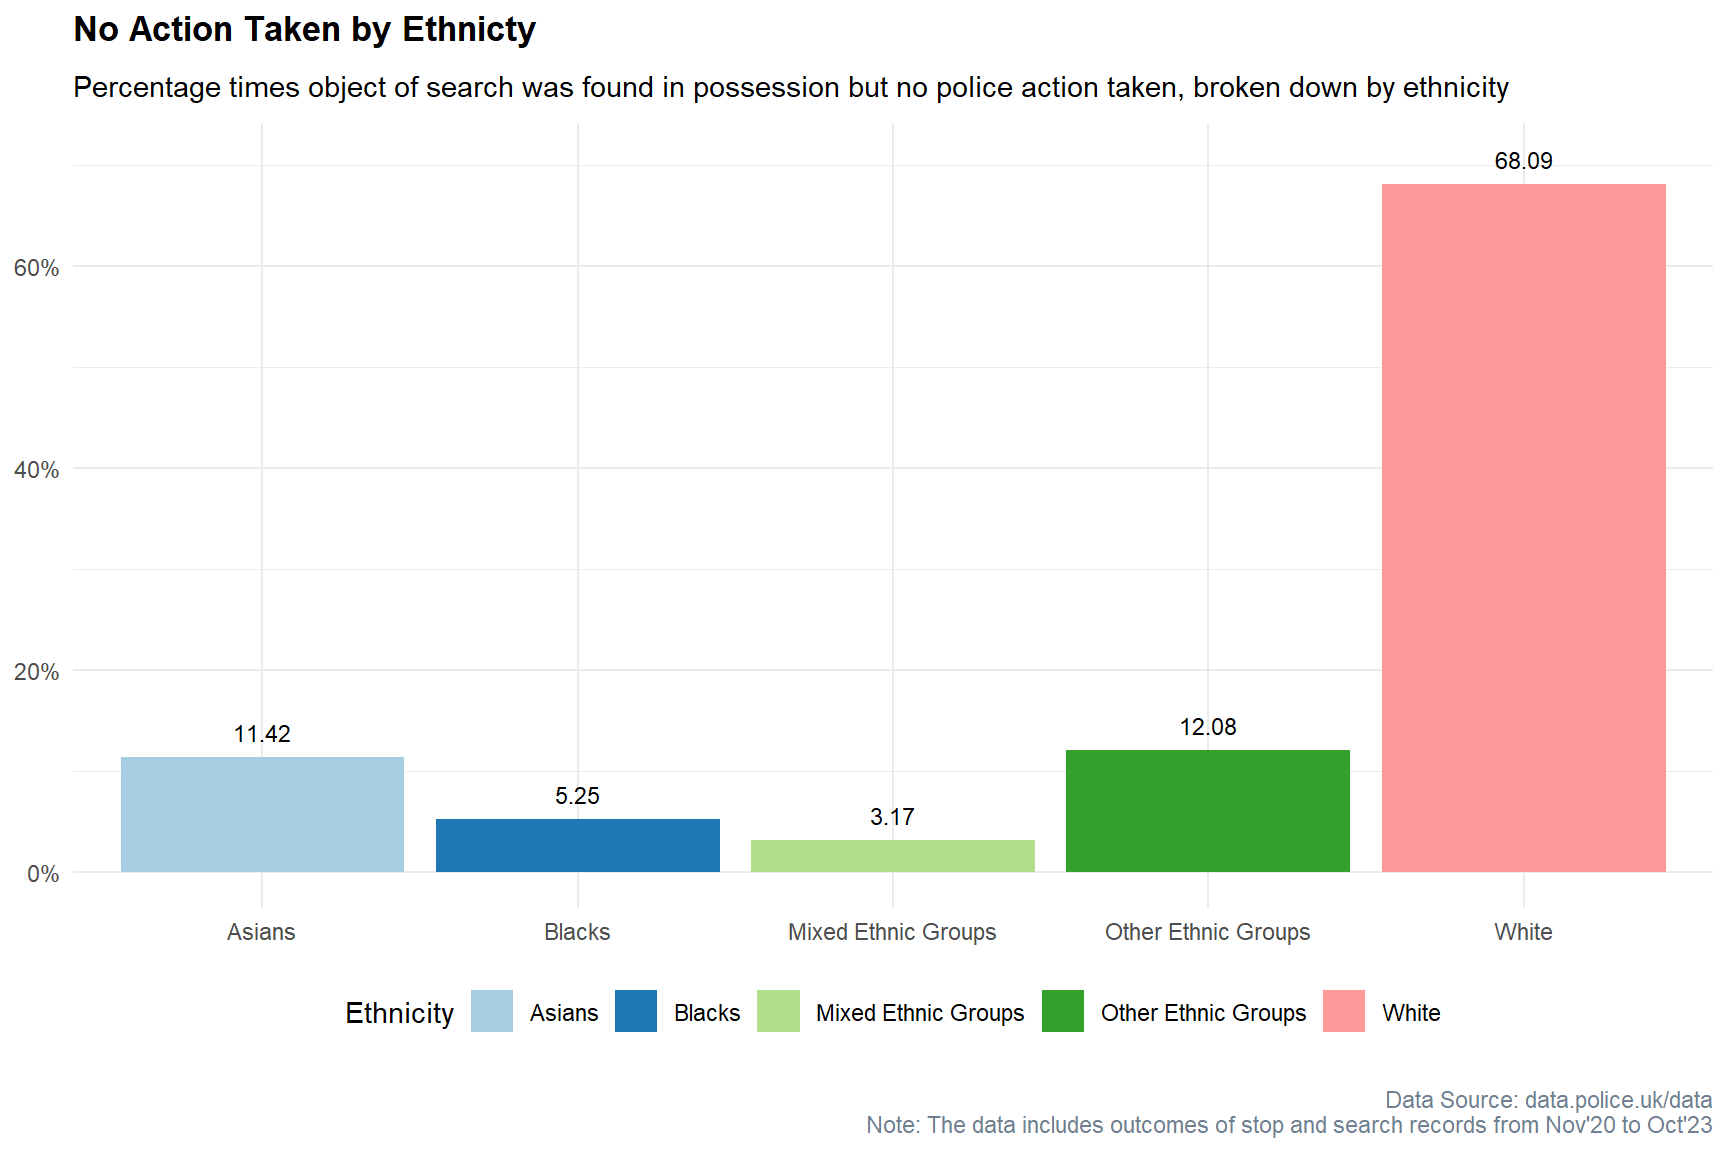 No Action Taken by Ethnicty
Percentage times object of search was found in possession but no police action taken, broken down by ethnicity
68.09
60%
40%
20%
11.42
12.08
5.25
3.17
0%
Asians
Blacks
Mixed Ethnic Groups
Other Ethnic Groups
White
Ethnicity
Asians
Blacks
Mixed Ethnic Groups
Other Ethnic Groups
White
Data Source: data.police.uk/data
Note: The data includes outcomes of stop and search records from Nov'20 to Oct'23